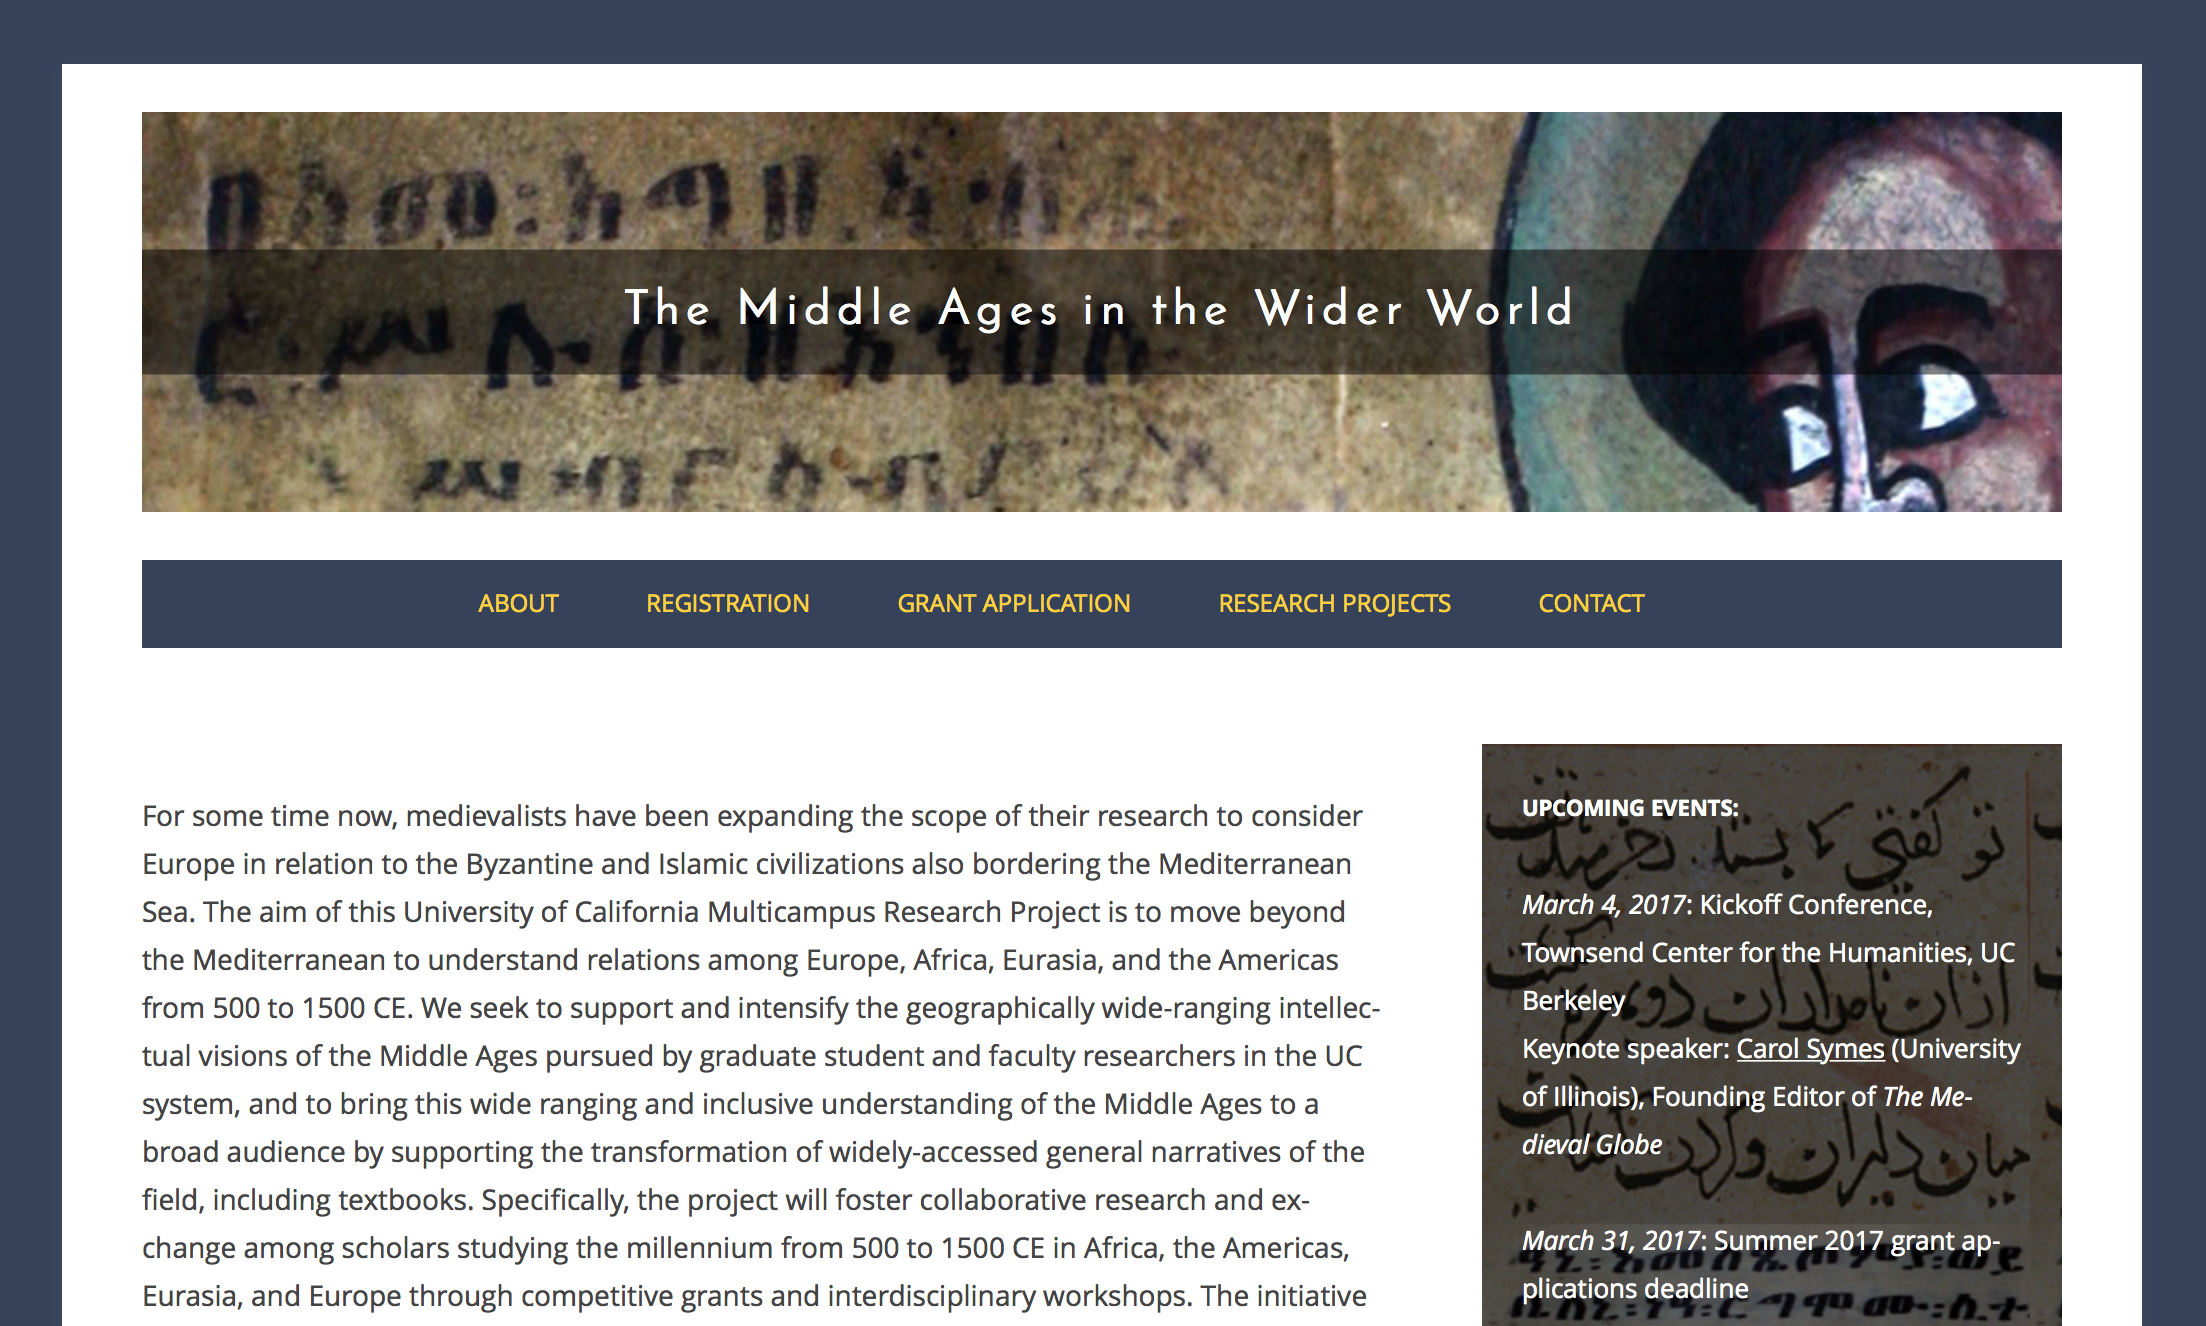 The Middle Ages in the Wider World
ABOUT REGISTRATION GRANT APPLICATION RESEARCH PROJECTS CONTACT
For some time now, medievalists have been expanding the scope of their research to consider
Europe in relation to the Byzantine and Islamic civilizations also bordering the Mediterranean
Sea. The aim of this University of California Multicampus Research Project is to move beyond
the Mediterranean to understand relations among Europe, Africa, Eurasia, and the Americas
from 500 to 1500 CE. We seek to support and intensify the geographically wide-ranging intellec-
tual visions of the Middle Ages pursued by graduate student and faculty researchers in the UC
system, and to bring this wide ranging and inclusive understanding of the Middle Ages to a
broad audience by supporting the transformation of widely-accessed general narratives of the
field, including textbooks. Specifically, the project will foster collaborative research and ex-
change among scholars studying the millennium from 500 to 1500 CE in Africa, the Americas,
Eurasia, and Europe through competitive grants and interdisciplinary workshops. The initiative
UPCOMING EVENTS:
March 4, 2017: Kickoff Conference,
Townsend Center for the Humanities, UC
Berkeley
Keynote speaker: Carol Symes (University
of Illinois), Founding Editor of The Me-
dieval Globe
March 31, 2017: Summer 2017 grant ap-
plications deadline